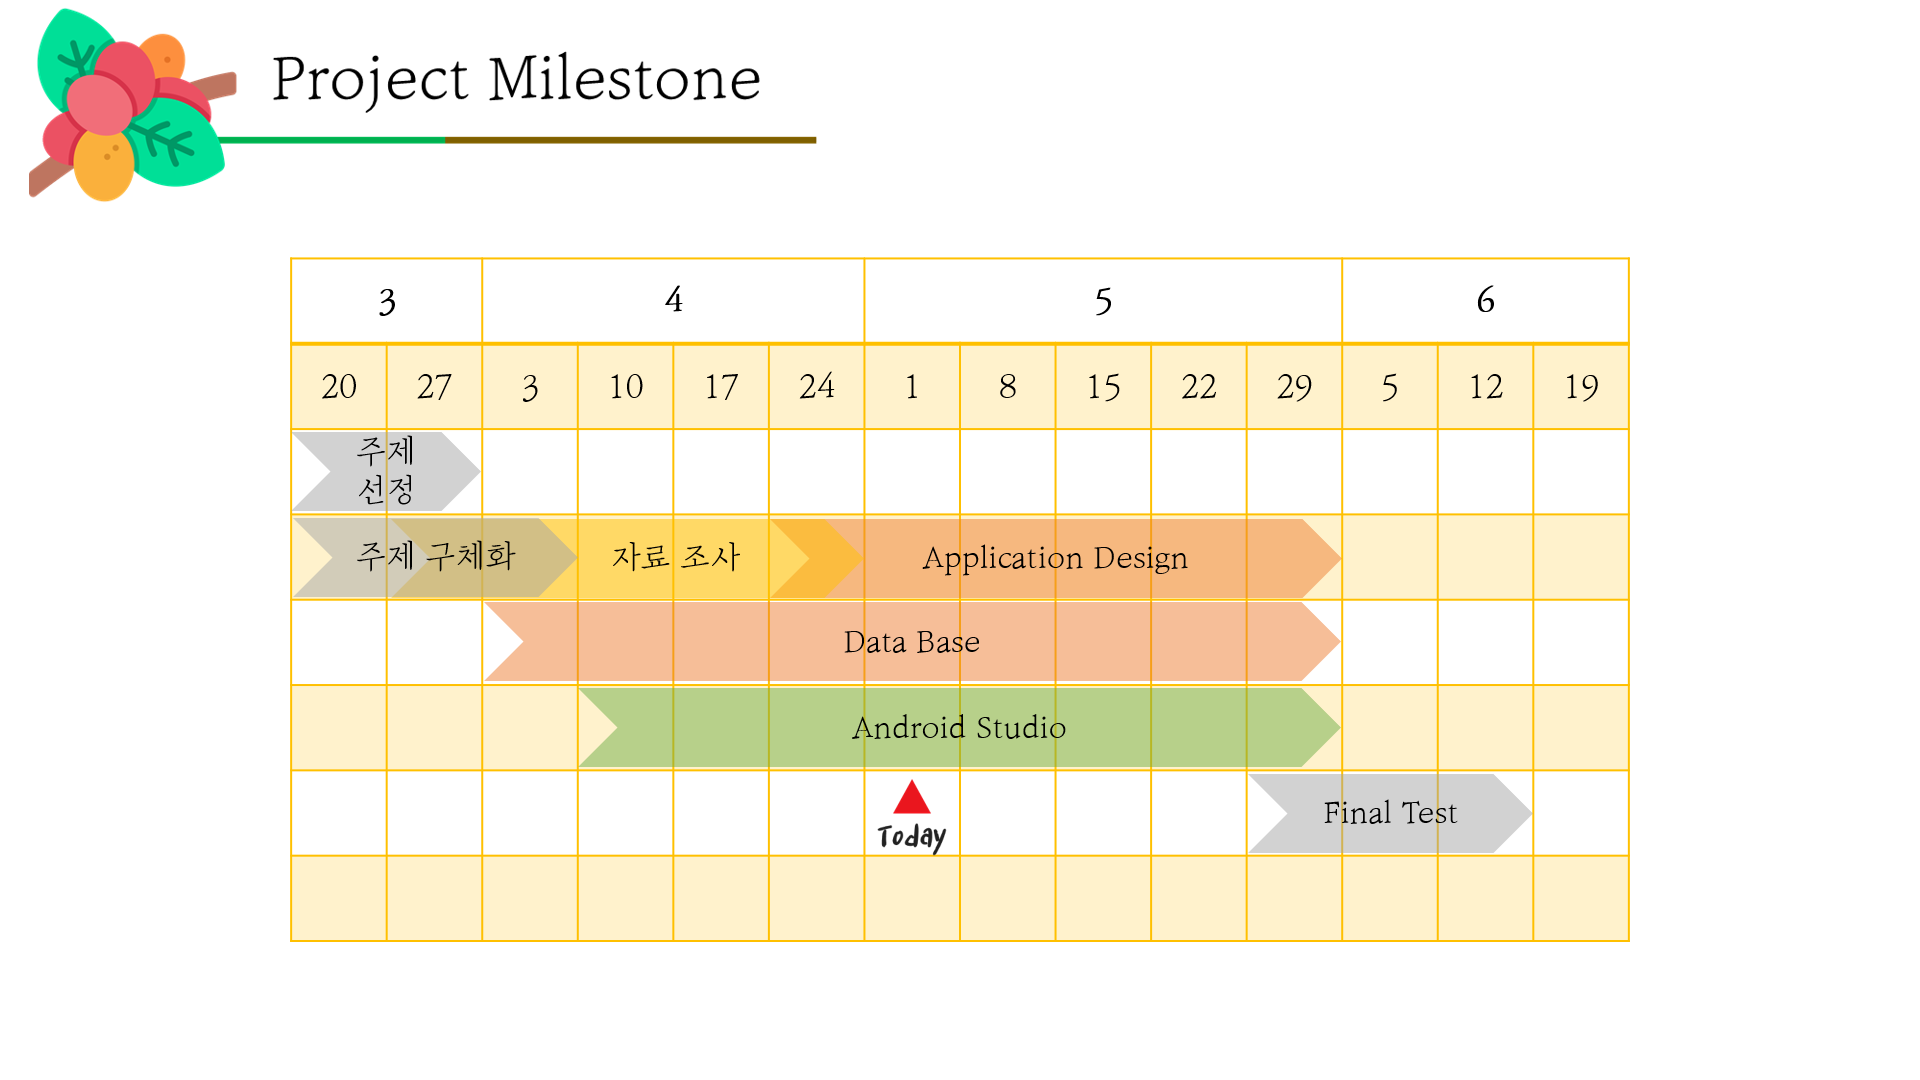 Project Milestone
3 4 5 6
20 27 3 10 17 24 1 8 15 22 29 5 12 19
주제
선정
주제 구체화 자료 조사 Application Design
Data Base
Android Studio
Final Test
Today